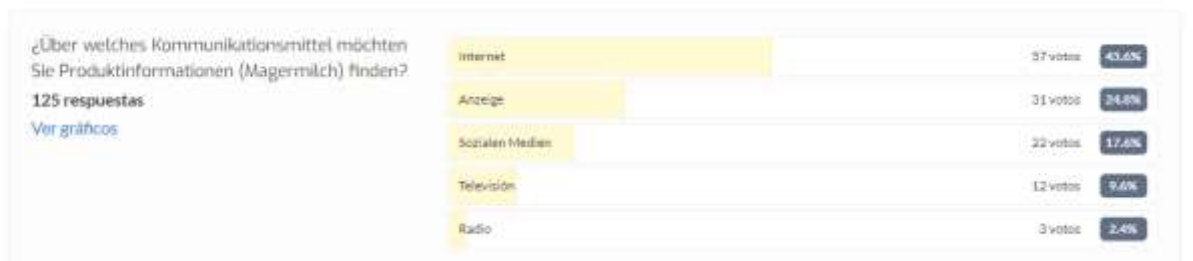 ¿Über welches Kommunikationsmittel möchten
Sie Produktinformationen (Magermilch) finden?
125 respuestas
Ver gráficos
Internet 57 votos 45.6%
Anzeige 31 votos 24.8%
Sozialen Medien 22 votos 17.6%
Televisión 12 votos 9.6%
Radio 3 votos 2.4%